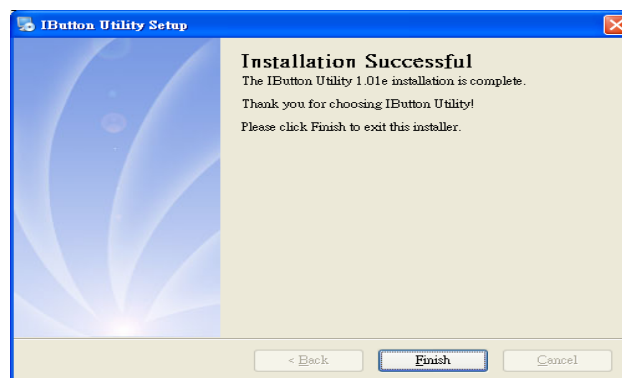 IButton Utility Setup
Installation Successful
The IButton Utility 1.01e installation is complete.
Thank you for choosing IButton Utility!
Please click Finish to exit this installer.
< Back
Finish
Cancel